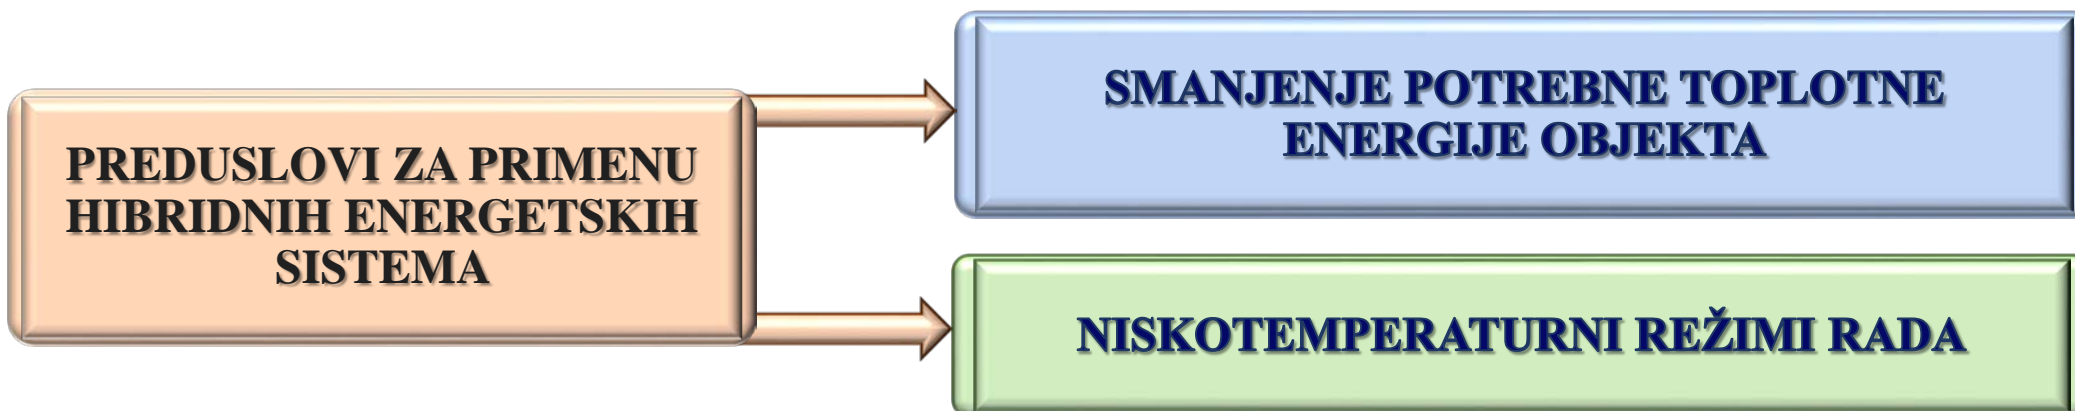 PREDUSLOVI ZA PRIMENU
HIBRIDNIH ENERGETSKIH
SISTEMA
SMANJENJE POTREBNE TOPLOTNE
ENERGIJE OBJEKTA
NISKOTEMPERATURNI REŽIMI RADA